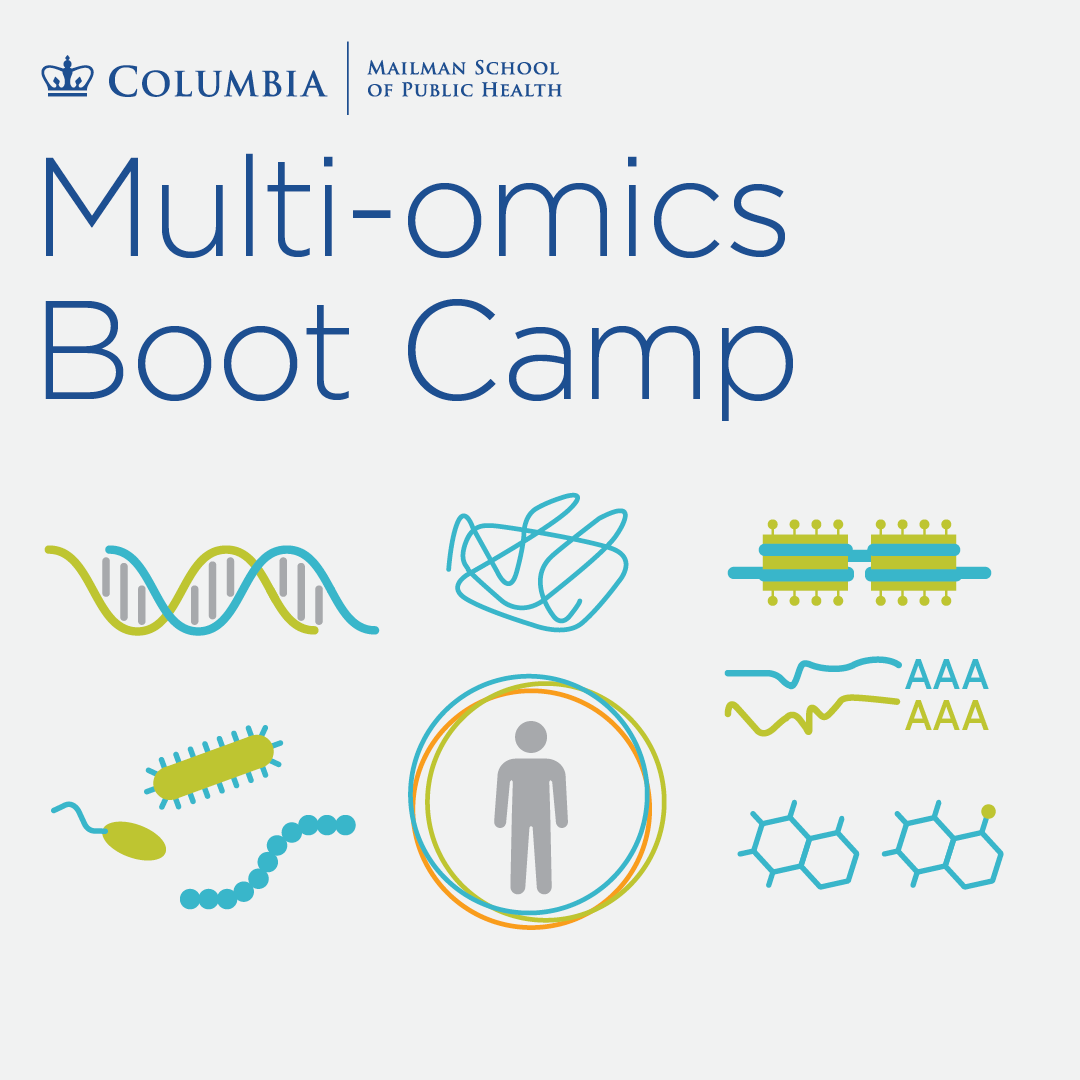 COLUMBIA
MAILMAN SCHOOL
OF PUBLIC HEALTH
Multi-omics
Boot Camp
AAA
AAA